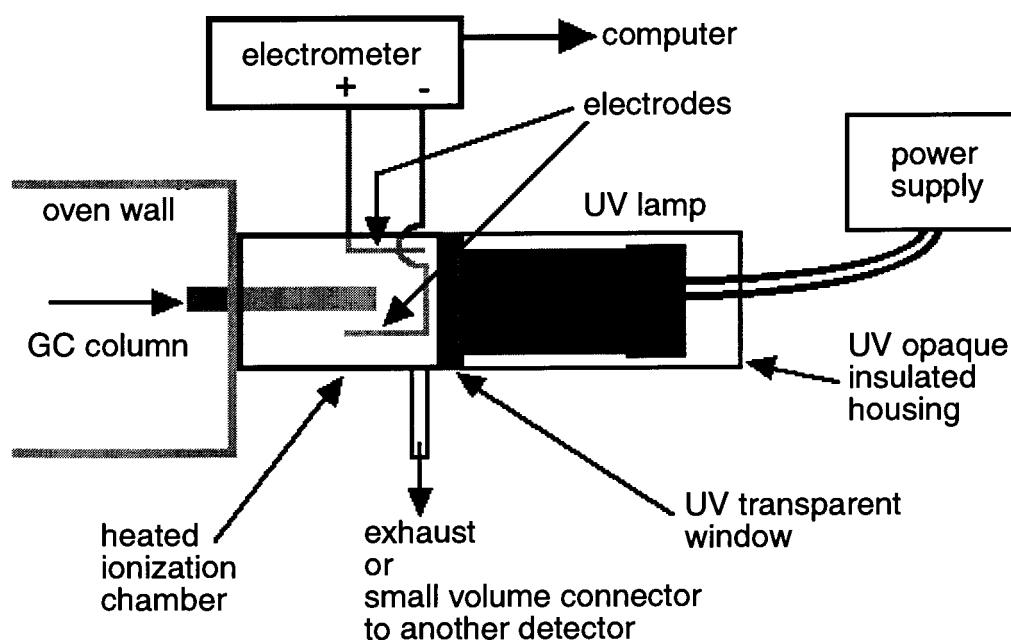 electrometer
+ -
computer
electrodes
power
supply
oven wall
UV lamp
GC column
UV opaque
insulated
housing
heated
ionization
chamber
exhaust
or
small volume connector
to another detector
UV transparent
window